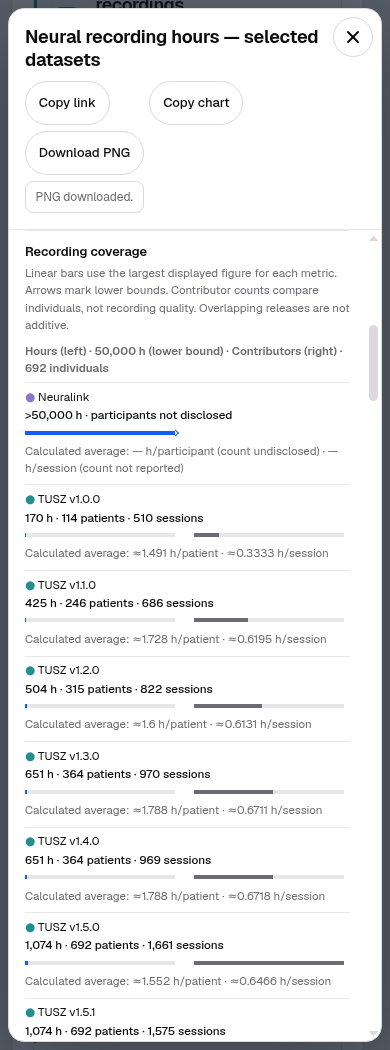 recordings
Neural recording hours — selected
datasets
Copy link
Copy chart
Download PNG
PNG downloaded.
Recording coverage
Linear bars use the largest displayed figure for each metric.
Arrows mark lower bounds. Contributor counts compare
individuals, not recording quality. Overlapping releases are not
additive.
Hours (left) · 50,000 h (lower bound) · Contributors (right) ·
692 individuals
Neuralink
>50,000 h · participants not disclosed
Calculated average: — h/participant (count undisclosed) · —
h/session (count not reported)
TUSZ v1.0.0
170 h · 114 patients · 510 sessions
Calculated average: ≈1.491 h/patient · ≈0.3333 h/session
TUSZ v1.1.0
425 h · 246 patients · 686 sessions
Calculated average: ≈1.728 h/patient · ≈0.6195 h/session
TUSZ v1.2.0
504 h · 315 patients · 822 sessions
Calculated average: ≈1.6 h/patient · ≈0.6131 h/session
TUSZ v1.3.0
651 h · 364 patients · 970 sessions
Calculated average: ≈1.788 h/patient · ≈0.6711 h/session
TUSZ v1.4.0
651 h · 364 patients · 969 sessions
Calculated average: ≈1.788 h/patient · ≈0.6718 h/session
TUSZ v1.5.0
1,074 h · 692 patients · 1,661 sessions
Calculated average: ≈1.552 h/patient · ≈0.6466 h/session
TUSZ v1.5.1
1,074 h · 692 patients · 1,575 sessions